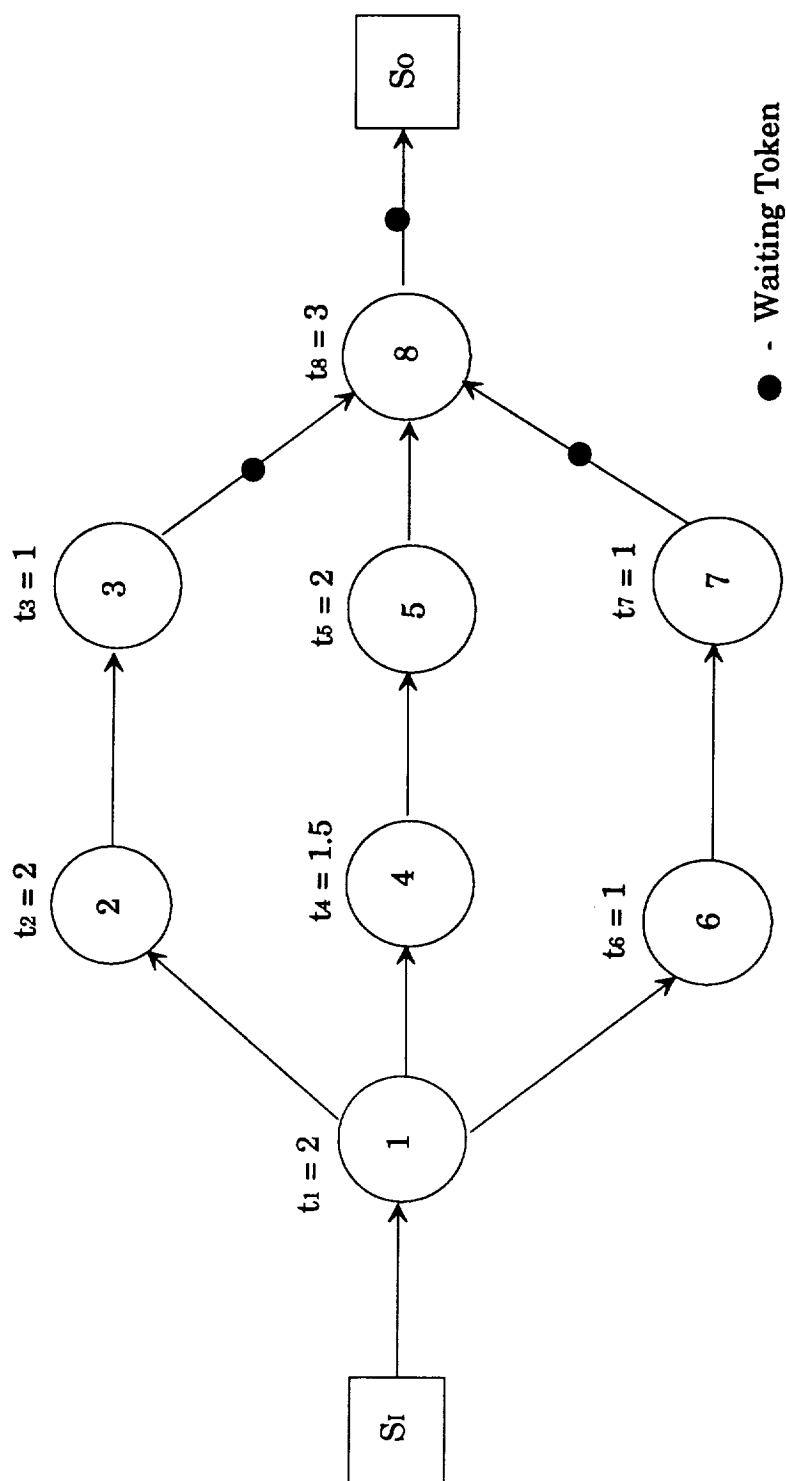 t3 = 1
t2 = 2
3
2
t8 = 3
t5 = 2
t4 = 1.5
t1 = 2
So
8
5
4
1
SI
t7 = 1
t6 = 1
7
6
- Waiting Token